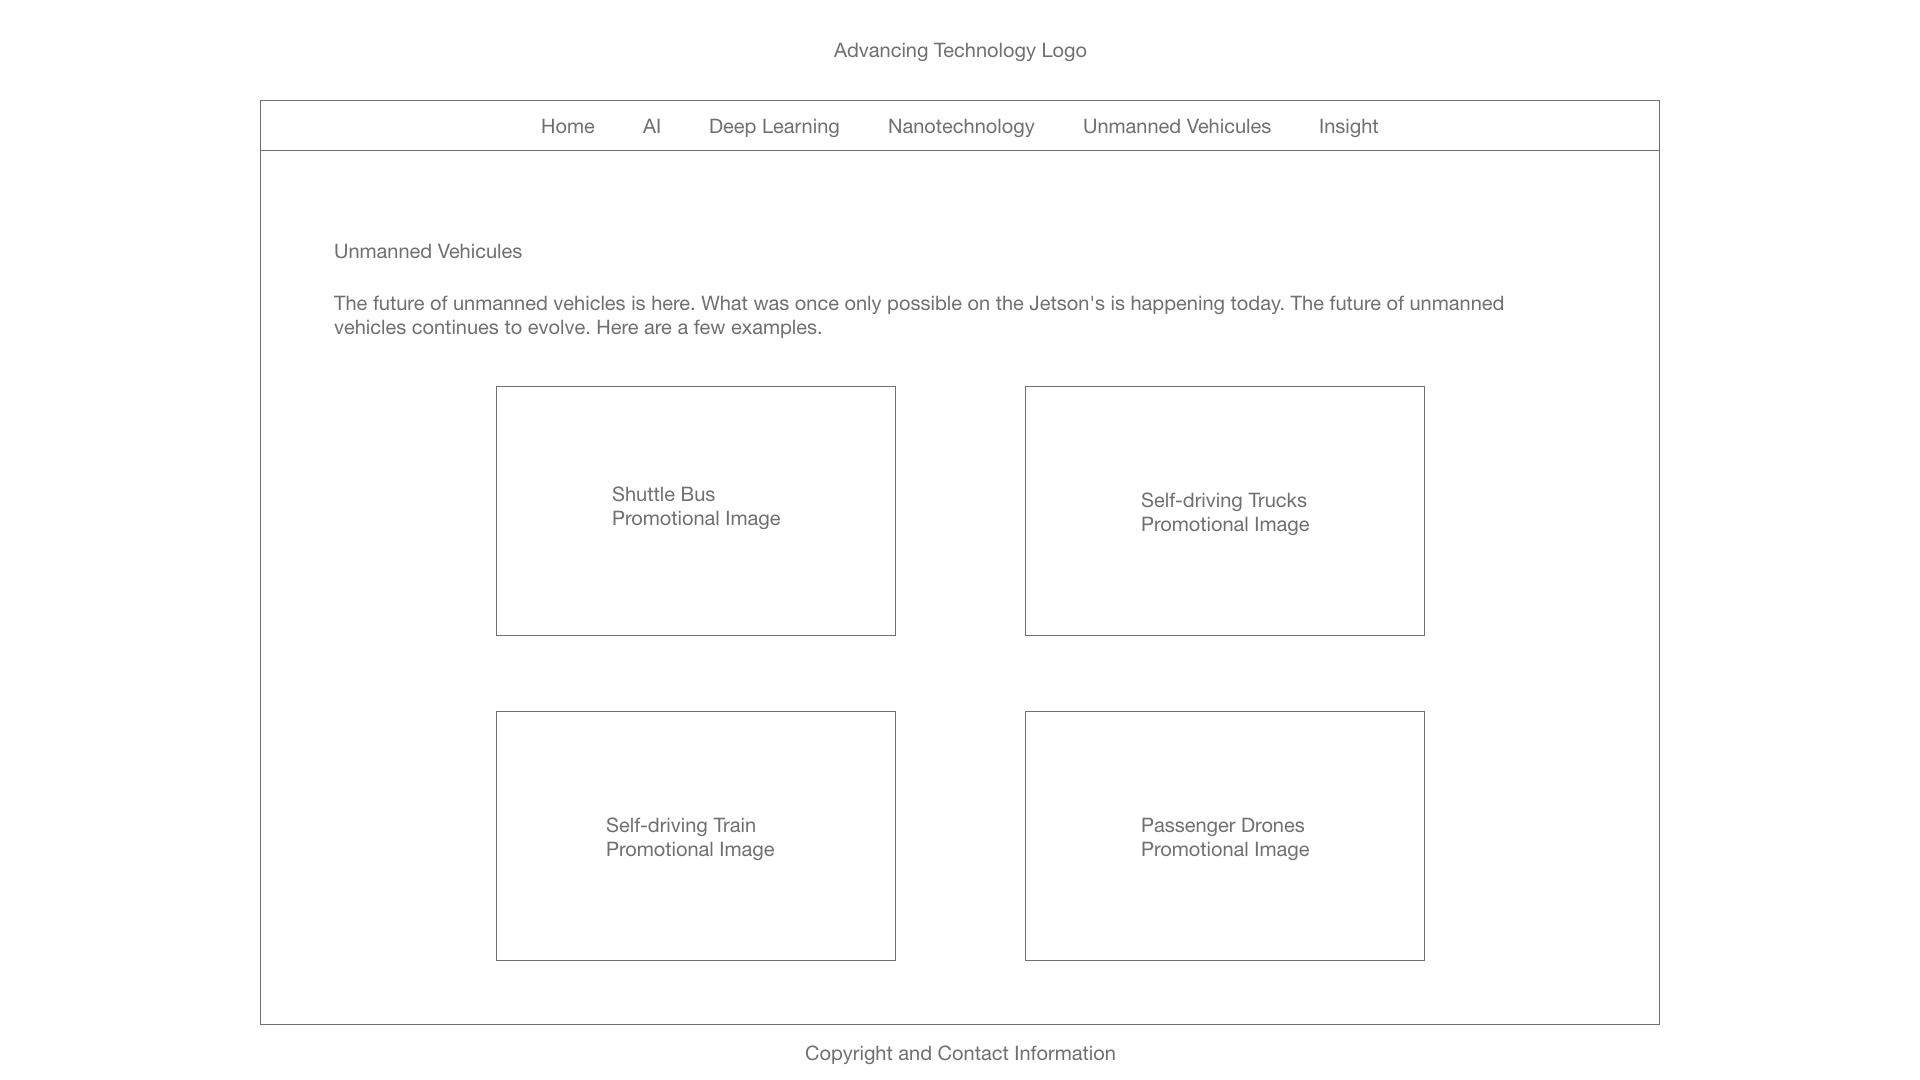 Advancing Technology Logo
Home AI Deep Learning Nanotechnology Unmanned Vehicules Insight
Unmanned Vehicules
The future of unmanned vehicles is here. What was once only possible on the Jetson's is happening today. The future of unmanned
vehicles continues to evolve. Here are a few examples.
Shuttle Bus
Promotional Image
Self-driving Trucks
Promotional Image
Self-driving Train
Promotional Image
Passenger Drones
Promotional Image
Copyright and Contact Information